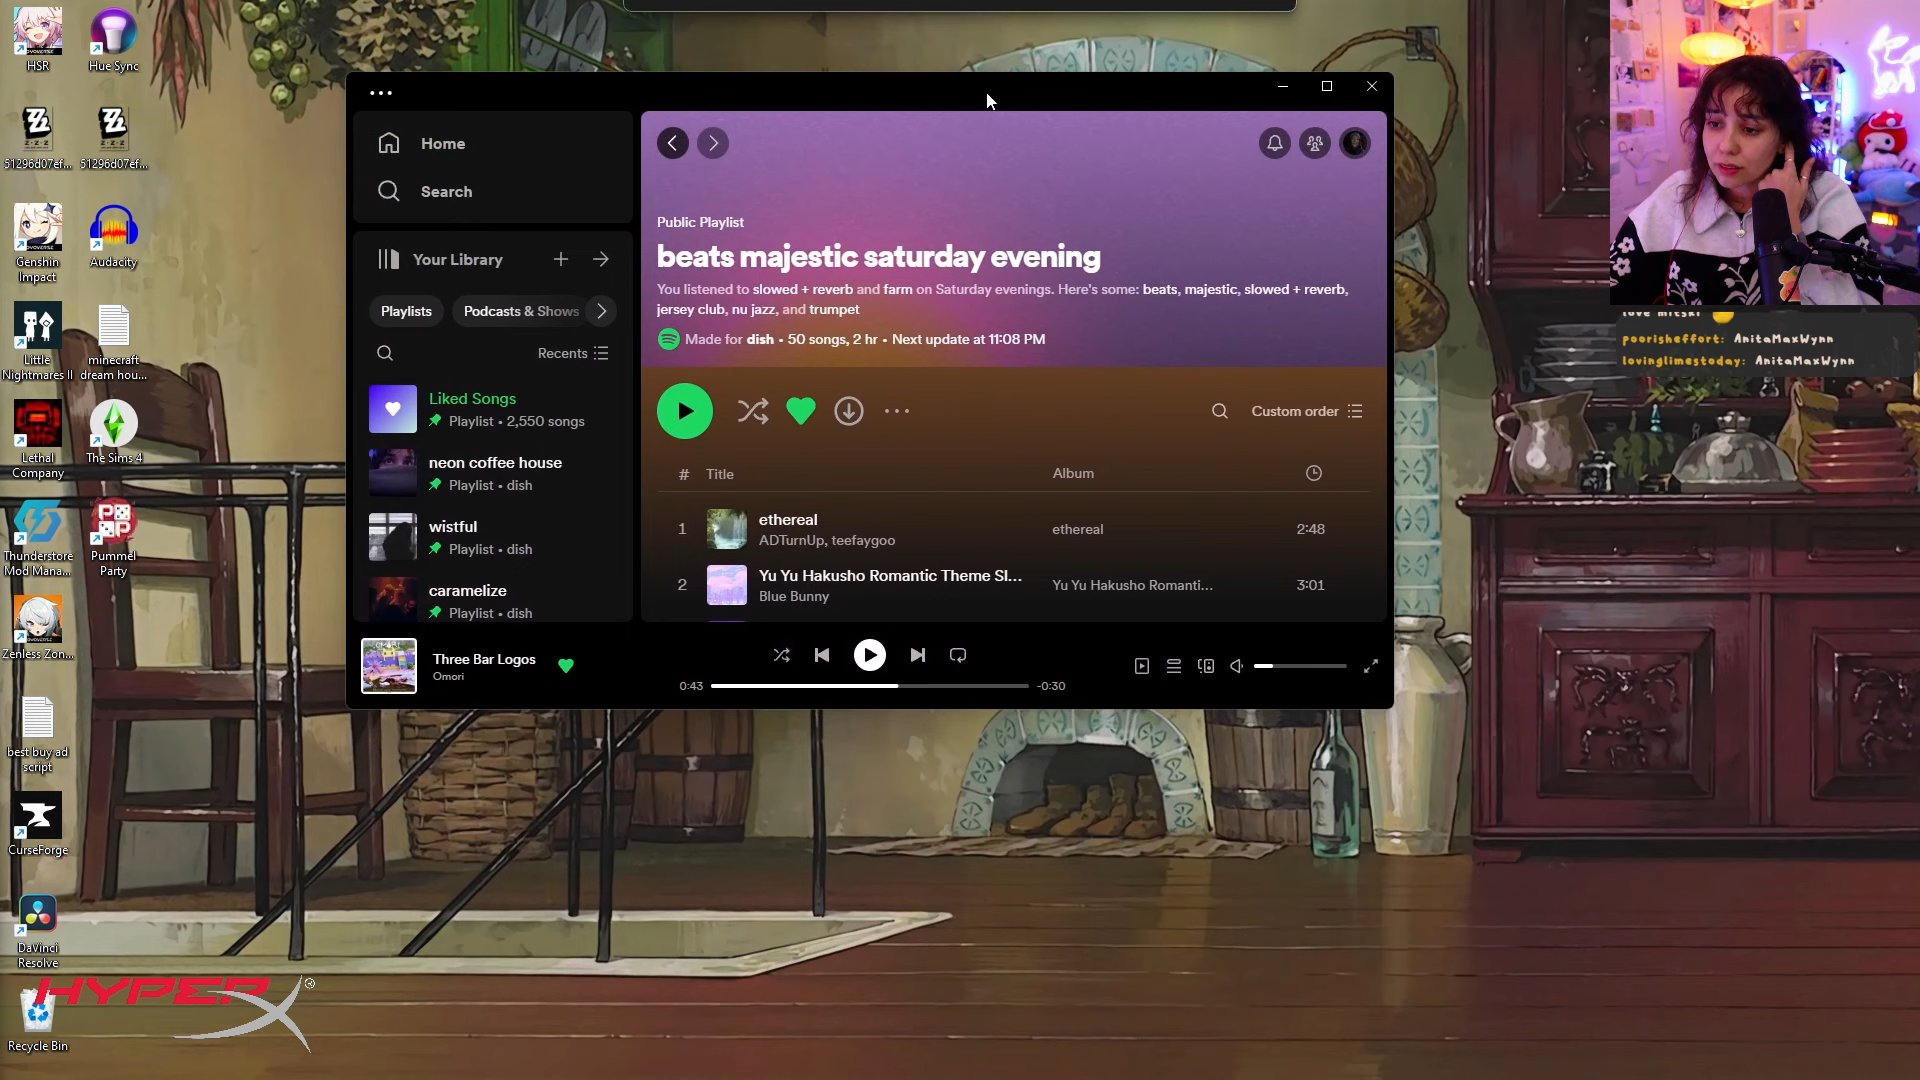 HSR
Hue Sync
51296d07ef...
51296d07ef...
Genshin
Impact
Audacity
Little
Nightmares II
minecraft
dream hou...
Lethal
Company
The Sims 4
Thunderstore
Mod Mana...
Pummel
Party
Zenless Zon...
best buy ad
script
CurseForge
DaVinci
Resolve
HYPERX
Recycle Bin
Home
Search
Your Library
Playlists
Podcasts & Shows
Recents
Liked Songs
Playlist • 2,550 songs
neon coffee house
Playlist • dish
wistful
Playlist • dish
caramelize
Playlist • dish
Public Playlist
beats majestic saturday evening
You listened to slowed + reverb and farm on Saturday evenings. Here's some: beats, majestic, slowed + reverb,
jersey club, nu jazz, and trumpet
Made for dish • 50 songs, 2 hr • Next update at 11:08 PM
Custom order
# Title Album
1 ethereal ethereal 2:48
ADTurnUp, teefaygoo
2 Yu Yu Hakusho Romantic Theme Sl... Yu Yu Hakusho Romanti... 3:01
Blue Bunny
Three Bar Logos
Omori
0:43
-0:30
love mitski
poorisheffort: AnitaMaxWynn
lovinglimestoday: AnitaMaxWynn